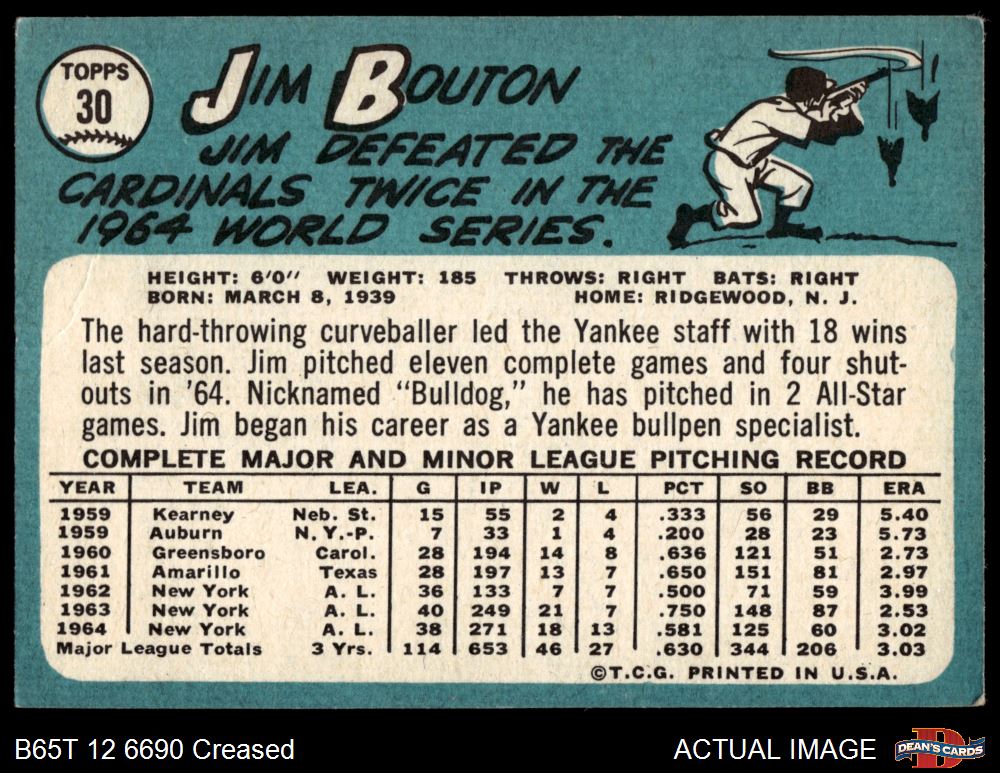 TOPPS
30
JIM BOUTON
JIM DEFEATED THE
CARDINALS TWICE IN THE
1964 WORLD SERIES.
HEIGHT: 6'0" WEIGHT: 185 THROWS: RIGHT BATS: RIGHT
BORN: MARCH 8, 1939 HOME: RIDGEWOOD, N. J.
The hard-throwing curveballer led the Yankee staff with 18 wins
last season. Jim pitched eleven complete games and four shut-
outs in '64. Nicknamed "Bulldog," he has pitched in 2 All-Star
games. Jim began his career as a Yankee bullpen specialist.
COMPLETE MAJOR AND MINOR LEAGUE PITCHING RECORD
YEAR TEAM LEA. G IP W L PCT SO BB ERA
1959 Kearney Neb. St. 15 55 2 4 .333 56 29 5.40
1959 Auburn N.Y.-P. 7 33 1 4 .200 28 23 5.73
1960 Greensboro Carol. 28 194 14 8 .636 121 51 2.73
1961 Amarillo Texas 28 197 13 7 .650 151 81 2.97
1962 New York A. L. 36 133 7 7 .500 71 59 3.99
1963 New York A. L. 40 249 21 7 .750 148 87 2.53
1964 New York A. L. 38 271 18 13 .581 125 60 3.02
Major League Totals 3 Yrs. 114 653 46 27 .630 344 206 3.03
©T.C.G. PRINTED IN U.S.A.
B65T 12 6690 Creased
ACTUAL IMAGE
D
DEAN'S CARDS